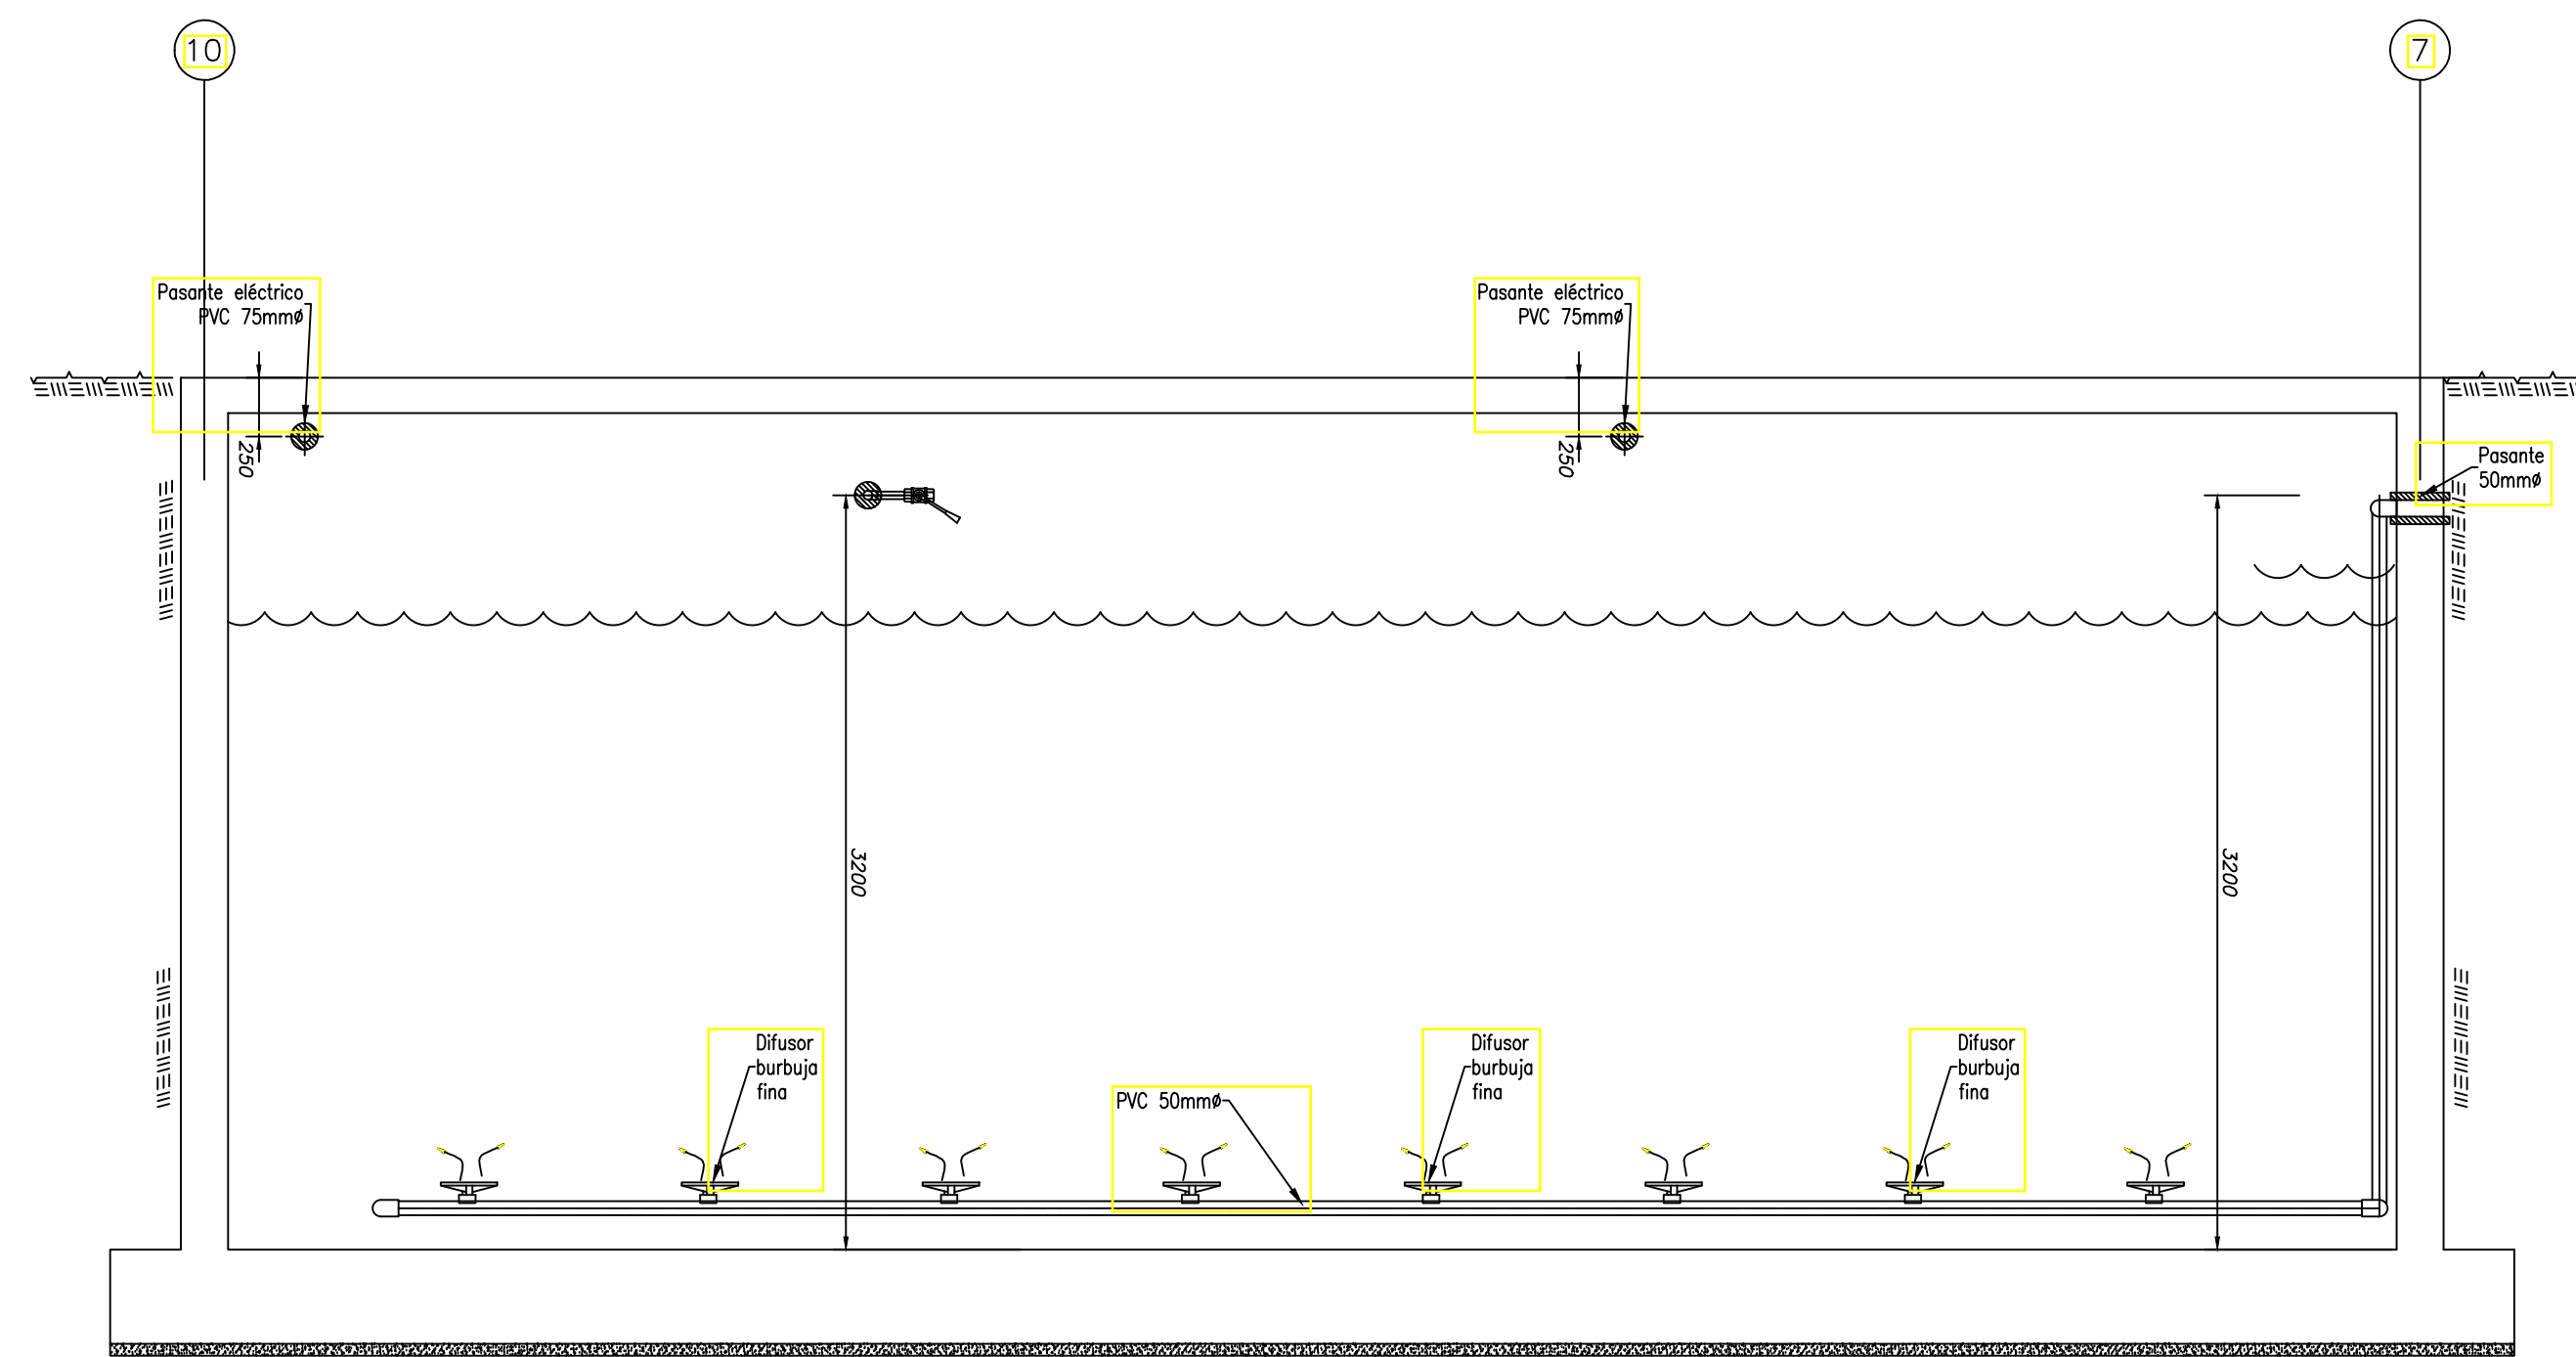 10
7
Pasante eléctrico
PVC 75mmø
Pasante eléctrico
PVC 75mmø
250
250
Pasante
50mmø
3200
3200
Difusor
burbuja
fina
PVC 50mmø
Difusor
burbuja
fina
Difusor
burbuja
fina